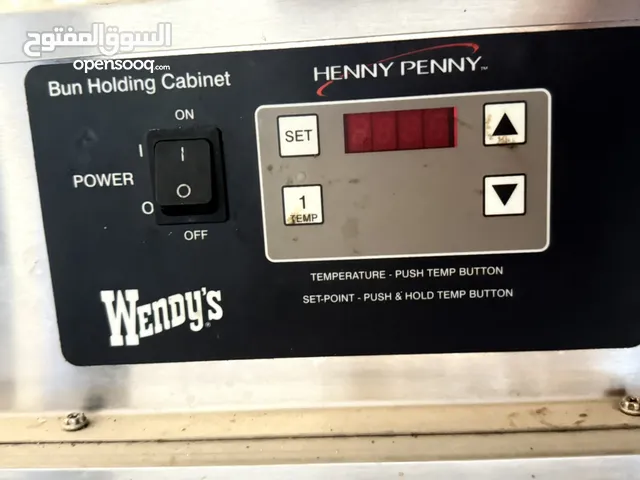 السوق المفتوح
opensooq.com
Bun Holding Cabinet
HENNY PENNY™
ON
SET
I
I
POWER
O
O
1
TEMP
OFF
TEMPERATURE - PUSH TEMP BUTTON
SET-POINT - PUSH & HOLD TEMP BUTTON
WENDY'S®